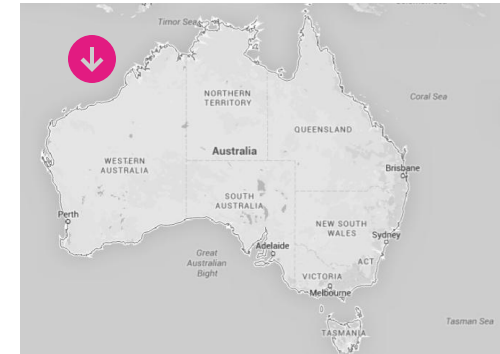 Timor Sea
NORTHERN
TERRITORY
Coral Sea
QUEENSLAND
Australia
WESTERN
AUSTRALIA
Brisbane
SOUTH
AUSTRALIA
Perth
NEW SOUTH
WALES
Sydney
Adelaide
Great
Australian
Bight
ACT
VICTORIA
Melbourne
Tasman Sea
TASMANIA